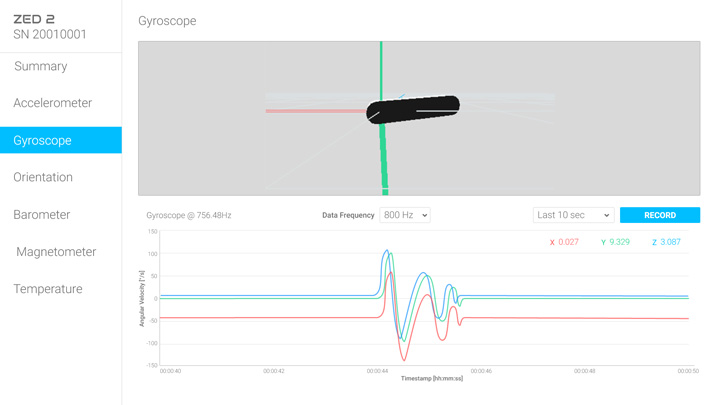 ZED 2
SN 20010001
Summary
Accelerometer
Gyroscope
Orientation
Barometer
Magnetometer
Temperature
Gyroscope
Gyroscope @ 756.48Hz
Data Frequency
800 Hz
Last 10 sec
RECORD
X 0.027 Y 9.329 Z 3.087
Angular Velocity [°/s]
150
100
50
0
-50
-100
-150
00:00:40 00:00:42 00:00:44 00:00:46 00:00:48 00:00:50
Timestamp [hh:mm:ss]